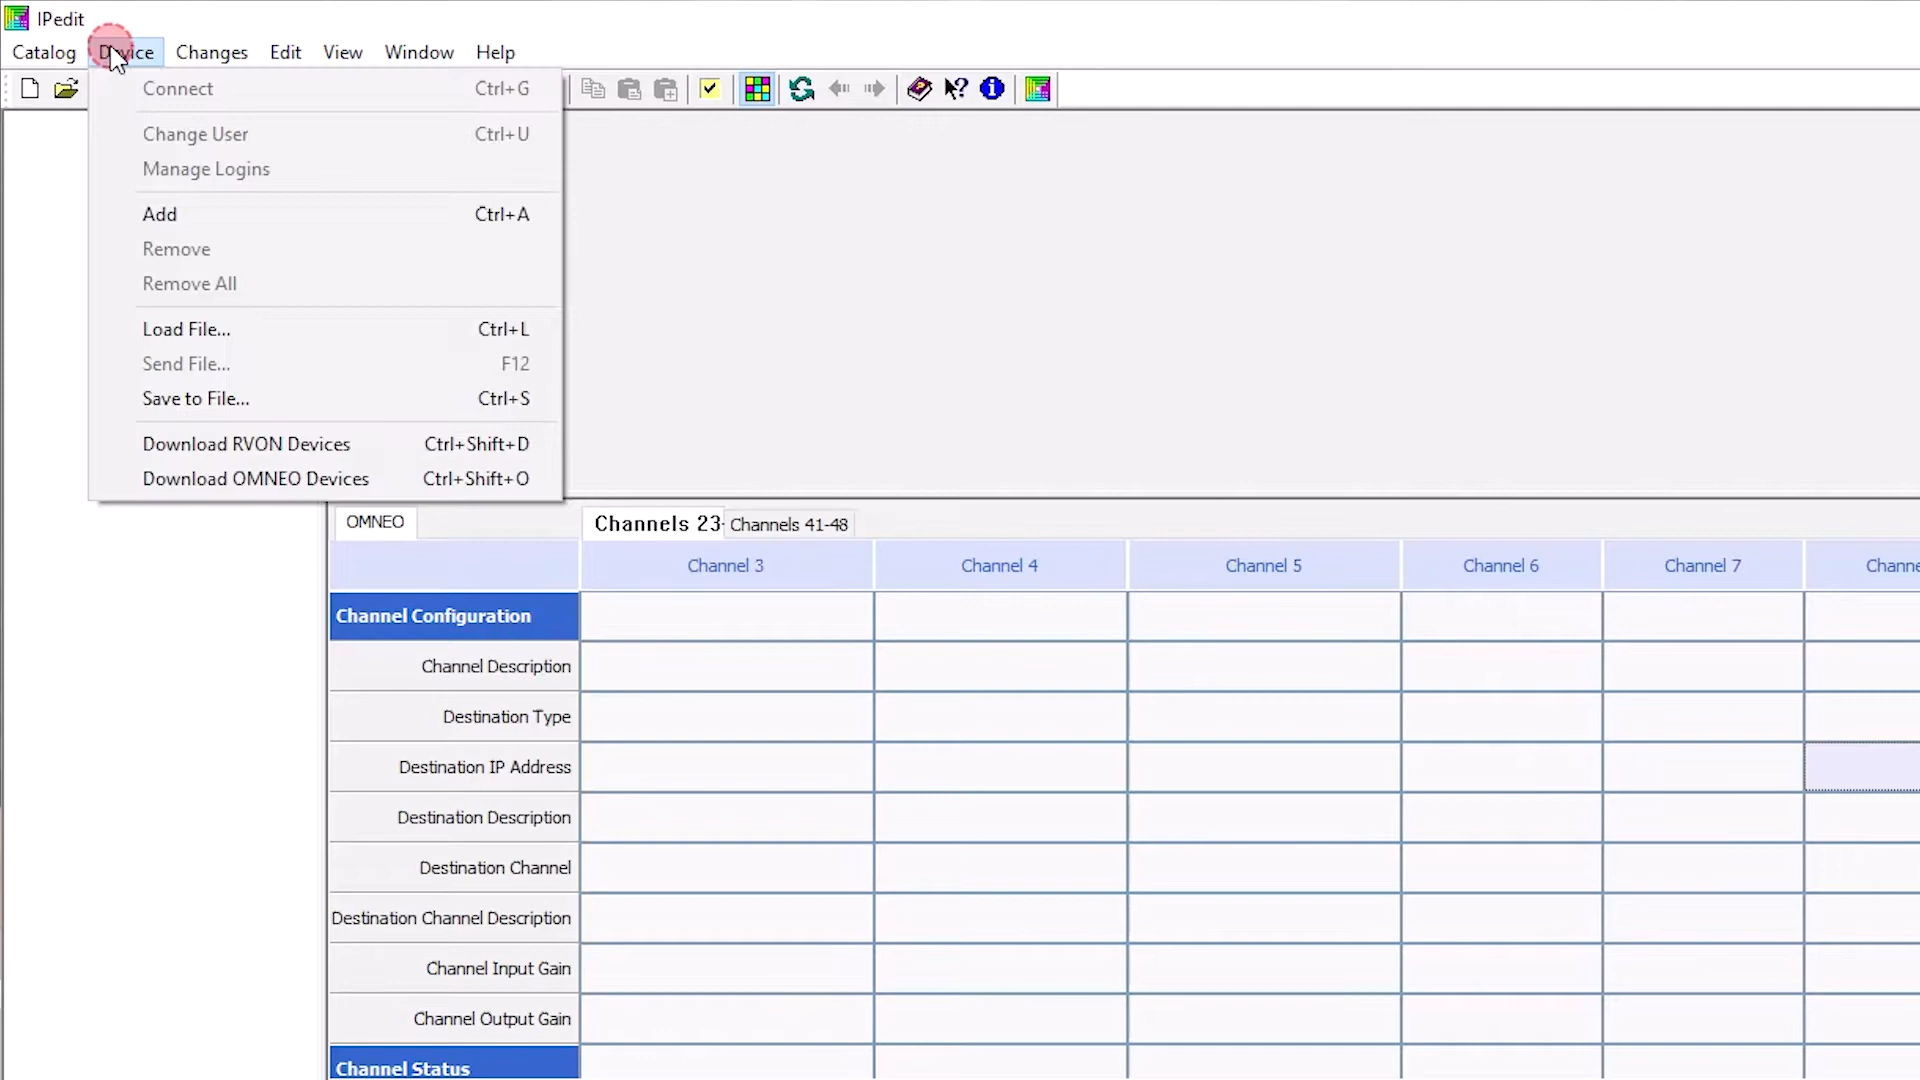 IPedit
Catalog Device Changes Edit View Window Help
Connect Ctrl+G
Change User Ctrl+U
Manage Logins
Add Ctrl+A
Remove
Remove All
Load File... Ctrl+L
Send File... F12
Save to File... Ctrl+S
Download RVON Devices Ctrl+Shift+D
Download OMNEO Devices Ctrl+Shift+O
OMNEO Channels 23- Channels 41-48
Channel 3 Channel 4 Channel 5 Channel 6 Channel 7 Channe
Channel Configuration
Channel Description
Destination Type
Destination IP Address
Destination Description
Destination Channel
Destination Channel Description
Channel Input Gain
Channel Output Gain
Channel Status